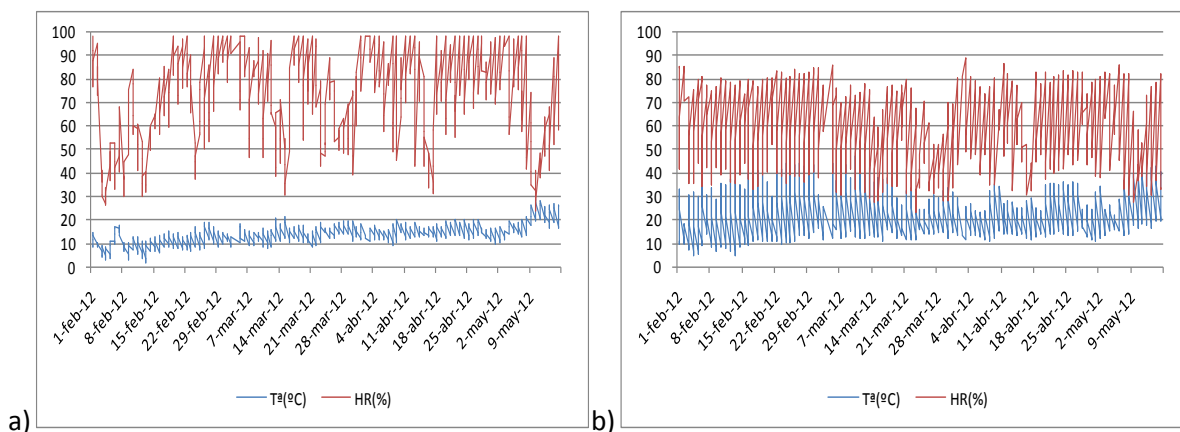 100
90
80
70
60
50
40
30
20
10
0
1-feb-12
8-feb-12
15-feb-12
22-feb-12
29-feb-12
7-mar-12
14-mar-12
21-mar-12
28-mar-12
4-abr-12
11-abr-12
18-abr-12
25-abr-12
2-may-12
9-may-12
Tª(ºC) HR(%)
a)
100
90
80
70
60
50
40
30
20
10
0
1-feb-12
8-feb-12
15-feb-12
22-feb-12
29-feb-12
7-mar-12
14-mar-12
21-mar-12
28-mar-12
4-abr-12
11-abr-12
18-abr-12
25-abr-12
2-may-12
9-may-12
Tª(ºC) HR(%)
b)